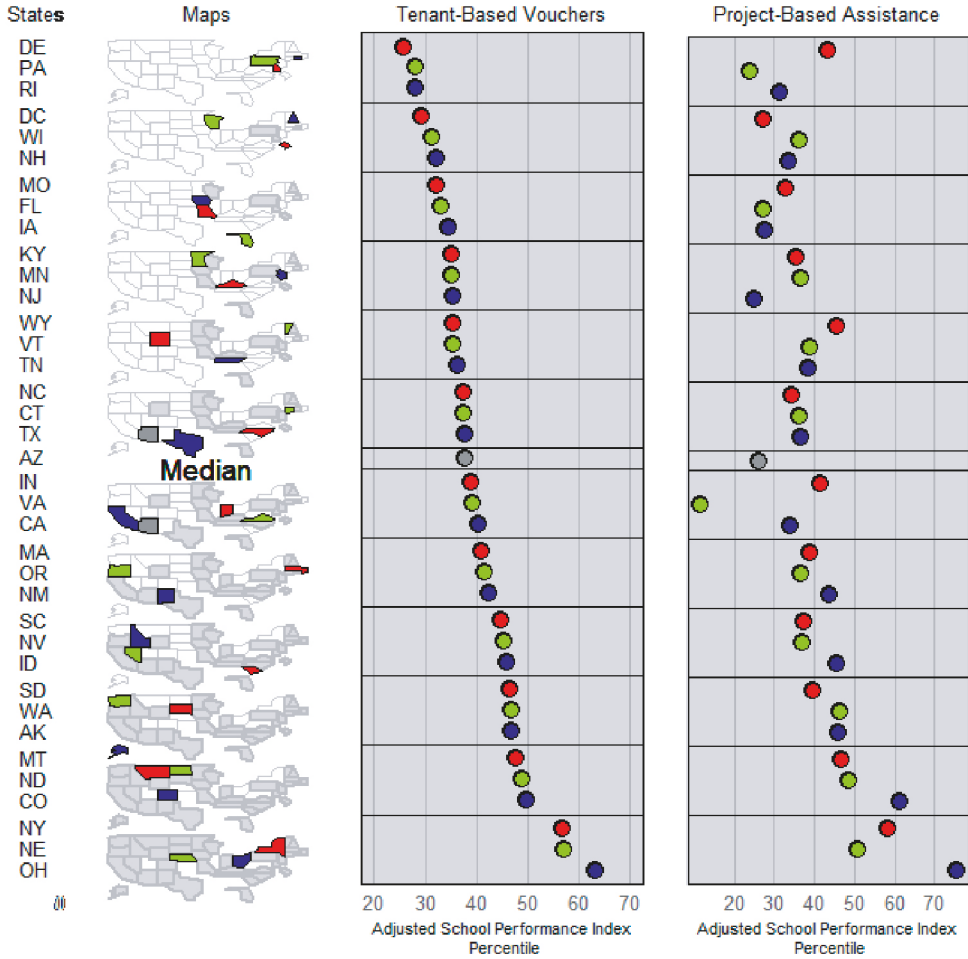 States Maps Tenant-Based Vouchers Project-Based Assistance
DE
PA
RI
DC
WI
NH
MO
FL
IA
KY
MN
NJ
WY
VT
TN
NC
CT
TX
AZ
Median
IN
VA
CA
MA
OR
NM
SC
NV
ID
SD
WA
AK
MT
ND
CO
NY
NE
OH
20 30 40 50 60 70 20 30 40 50 60 70
Adjusted School Performance Index Adjusted School Performance Index
Percentile Percentile